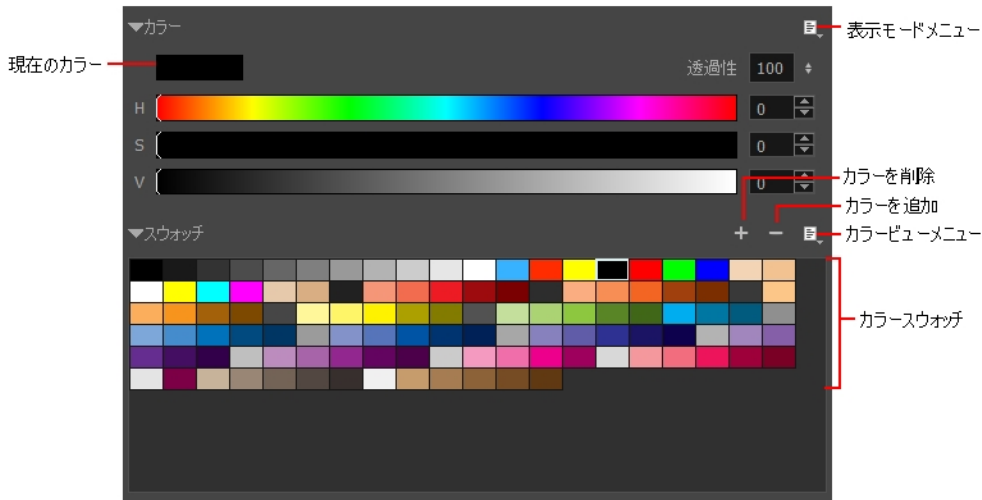 ▼カラー
表示モードメニュー
現在のカラー
透過性 100
H 0
S 0
V 0
カラーを削除
カラーを追加
▼スウォッチ + −
カラービューメニュー
カラースウォッチ